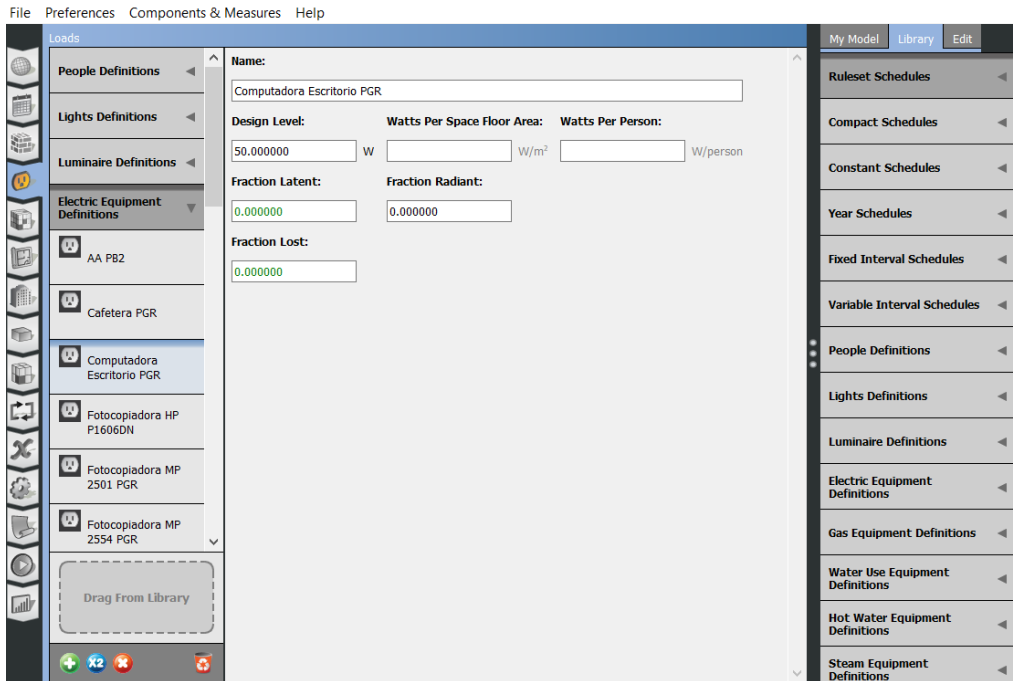 File Preferences Components & Measures Help
Loads
My Model Library Edit
People Definitions
Lights Definitions
Luminaire Definitions
Electric Equipment
Definitions
AA PB2
Cafetera PGR
Computadora
Escritorio PGR
Fotocopiadora HP
P1606DN
Fotocopiadora MP
2501 PGR
Fotocopiadora MP
2554 PGR
Drag From Library
X2
Name:
Computadora Escritorio PGR
Design Level: Watts Per Space Floor Area: Watts Per Person:
50.000000 W W/m² W/person
Fraction Latent: Fraction Radiant:
0.000000 0.000000
Fraction Lost:
0.000000
Ruleset Schedules
Compact Schedules
Constant Schedules
Year Schedules
Fixed Interval Schedules
Variable Interval Schedules
People Definitions
Lights Definitions
Luminaire Definitions
Electric Equipment
Definitions
Gas Equipment Definitions
Water Use Equipment
Definitions
Hot Water Equipment
Definitions
Steam Equipment
Definitions